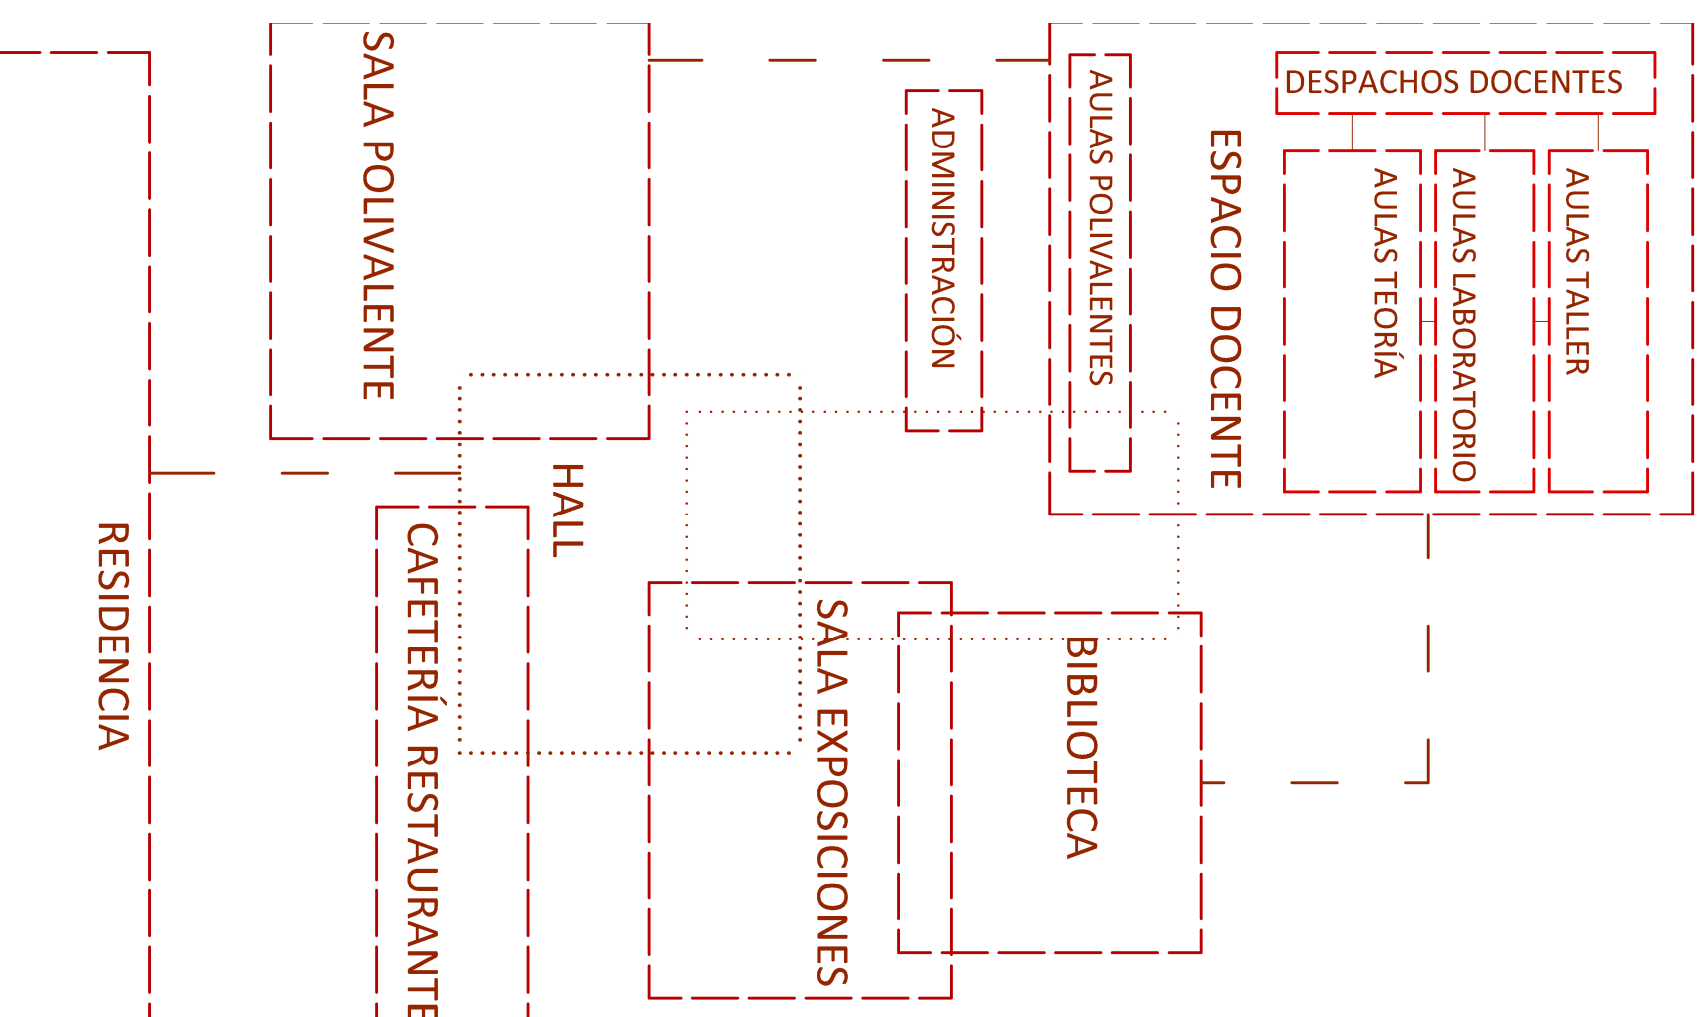 SALA POLIVALENTE
ADMINISTRACIÓN
AULAS POLIVALENTES
ESPACIO DOCENTE
DESPACHOS DOCENTES
AULAS TEORÍA
AULAS LABORATORIO
AULAS TALLER
HALL
RESIDENCIA
CAFETERÍA RESTAURANTE
SALA EXPOSICIONES
BIBLIOTECA